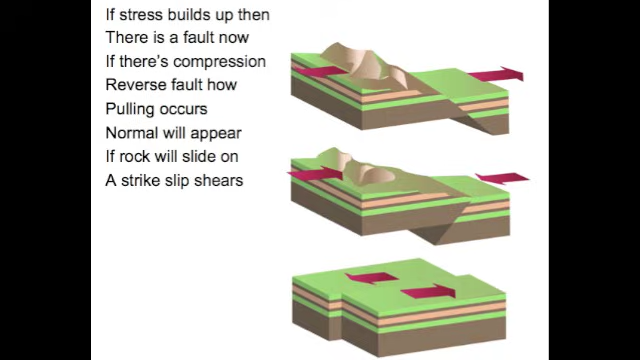 If stress builds up then
There is a fault now
If there's compression
Reverse fault how
Pulling occurs
Normal will appear
If rock will slide on
A strike slip shears